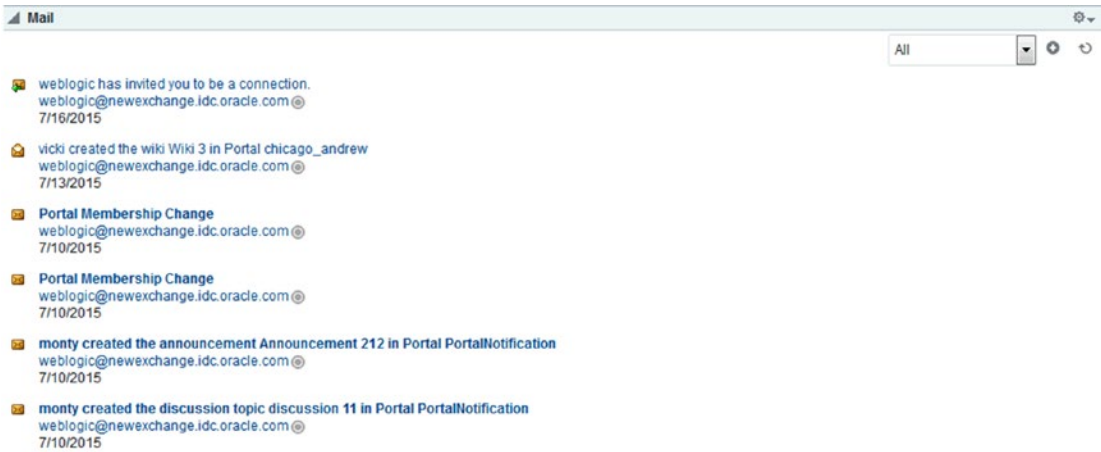 Mail
All
weblogic has invited you to be a connection.
weblogic@newexchange.idc.oracle.com
7/16/2015
vicki created the wiki Wiki 3 in Portal chicago_andrew
weblogic@newexchange.idc.oracle.com
7/13/2015
Portal Membership Change
weblogic@newexchange.idc.oracle.com
7/10/2015
Portal Membership Change
weblogic@newexchange.idc.oracle.com
7/10/2015
monty created the announcement Announcement 212 in Portal PortalNotification
weblogic@newexchange.idc.oracle.com
7/10/2015
monty created the discussion topic discussion 11 in Portal PortalNotification
weblogic@newexchange.idc.oracle.com
7/10/2015